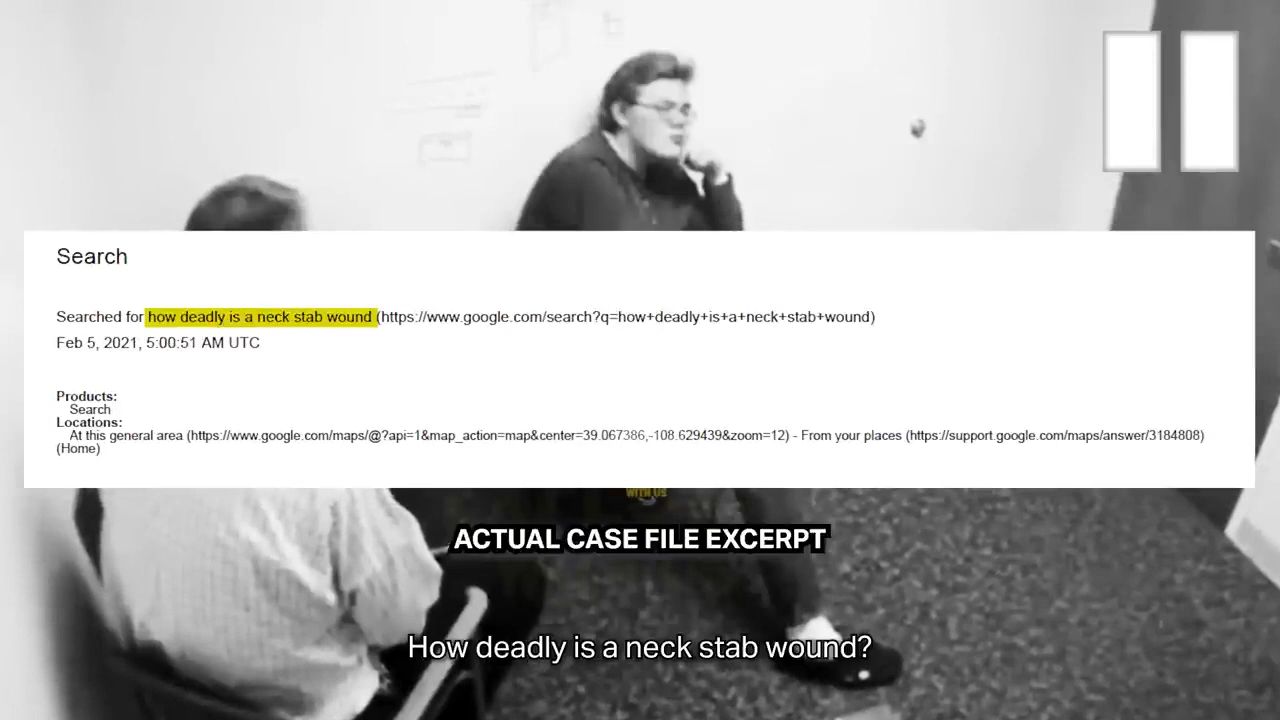 Search
Searched for how deadly is a neck stab wound (https://www.google.com/search?q=how+deadly+is+a+neck+stab+wound)
Feb 5, 2021, 5:00:51 AM UTC
Products:
Search
Locations:
At this general area (https://www.google.com/maps/@?api=1&map_action=map&center=39.067386,-108.629439&zoom=12) - From your places (https://support.google.com/maps/answer/3184808)
(Home)
WITH US
ACTUAL CASE FILE EXCERPT
How deadly is a neck stab wound?